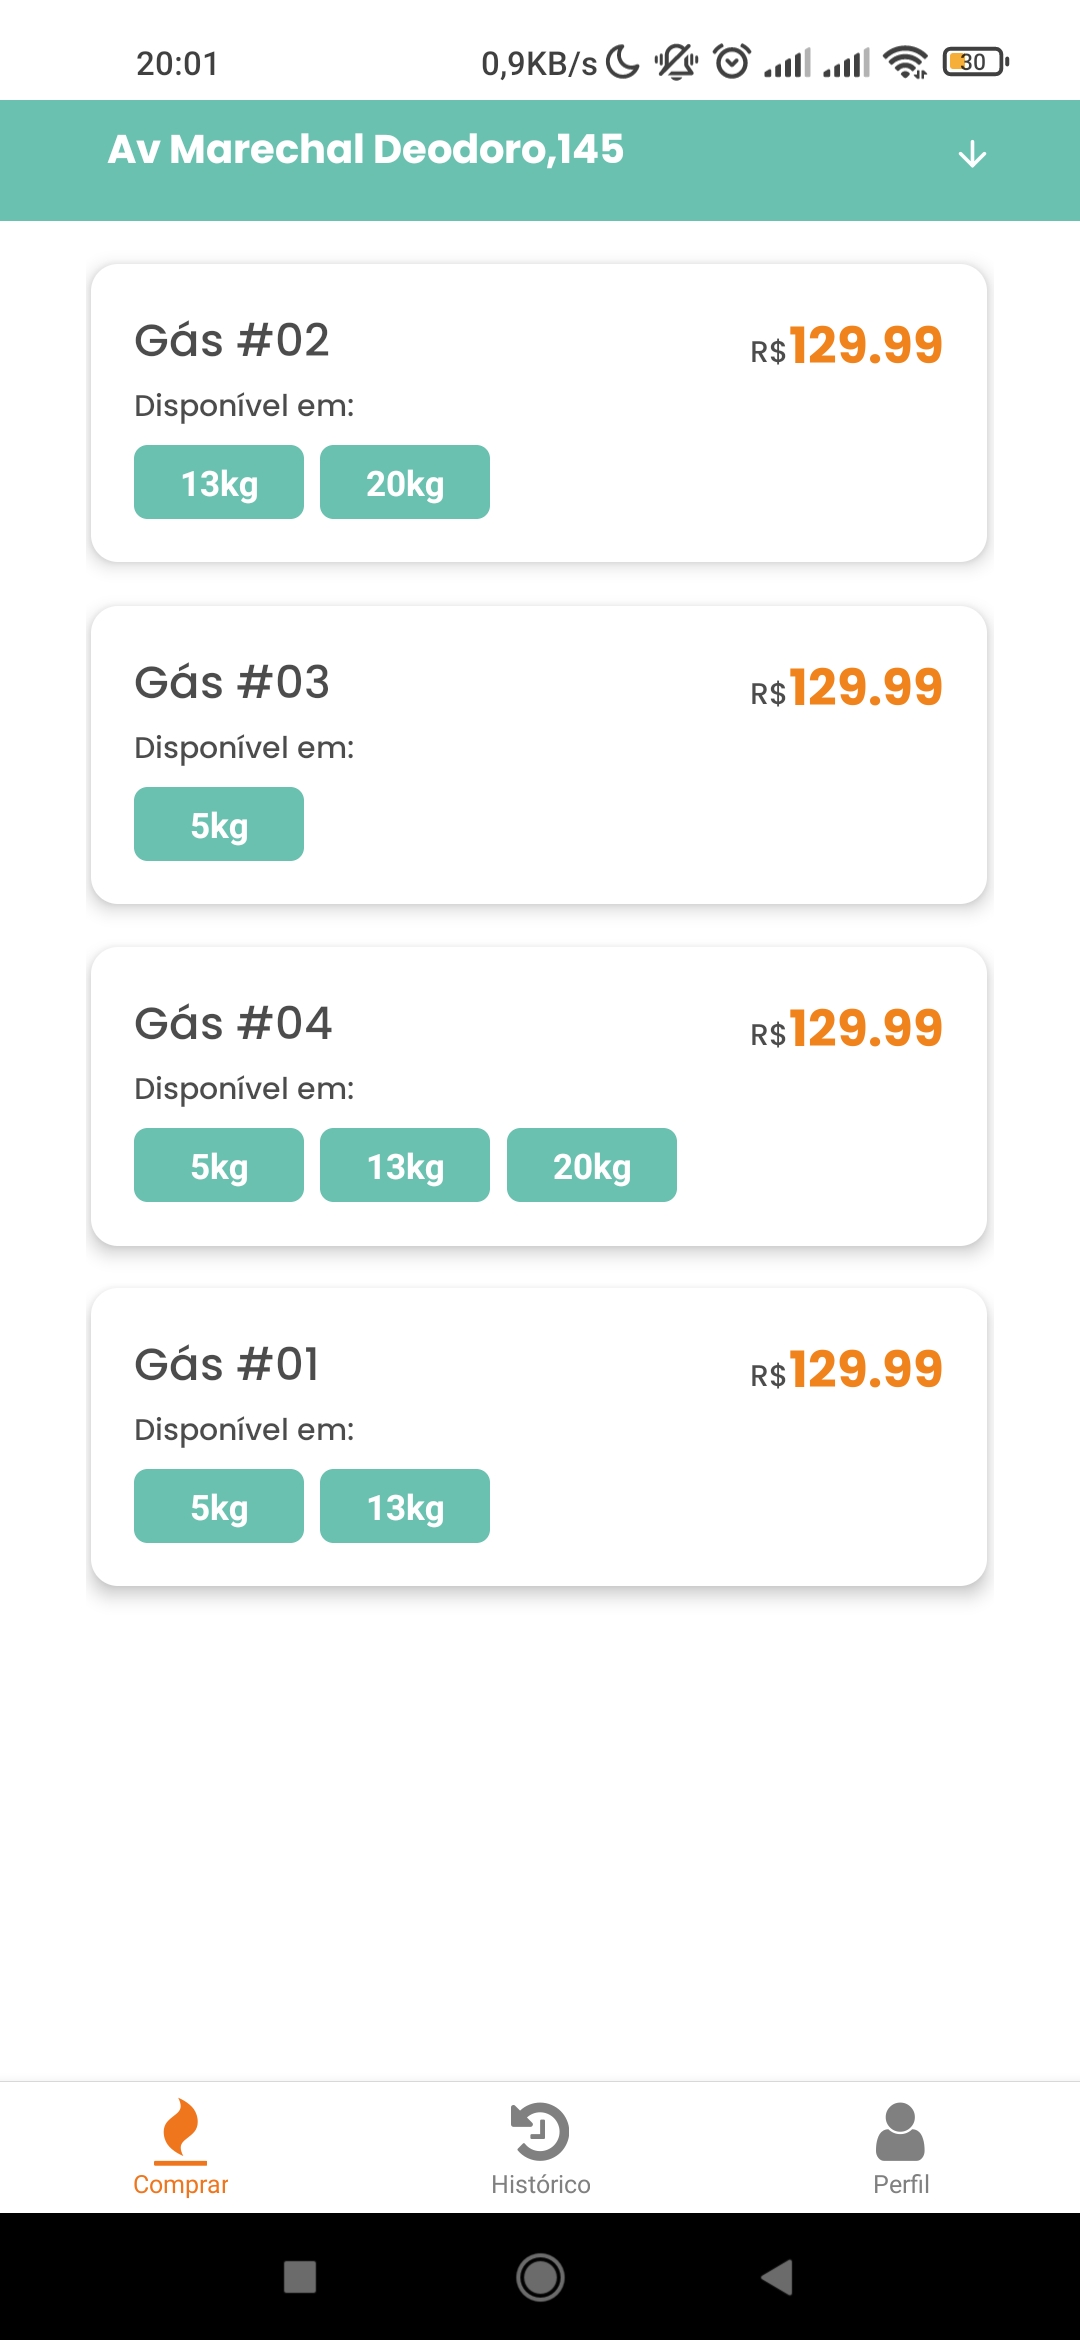 20:01 0,9KB/s 30
Av Marechal Deodoro,145
Gás #02 R$129.99
Disponível em:
13kg 20kg
Gás #03 R$129.99
Disponível em:
5kg
Gás #04 R$129.99
Disponível em:
5kg 13kg 20kg
Gás #01 R$129.99
Disponível em:
5kg 13kg
Comprar Histórico Perfil